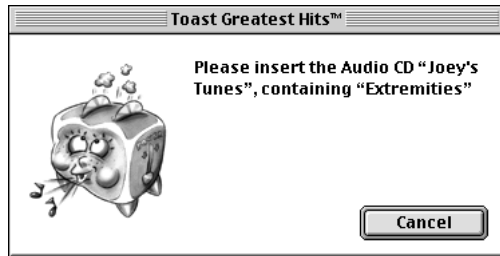 Toast Greatest Hits™
Please insert the Audio CD “Joey's
Tunes”, containing “Extremities”
Cancel